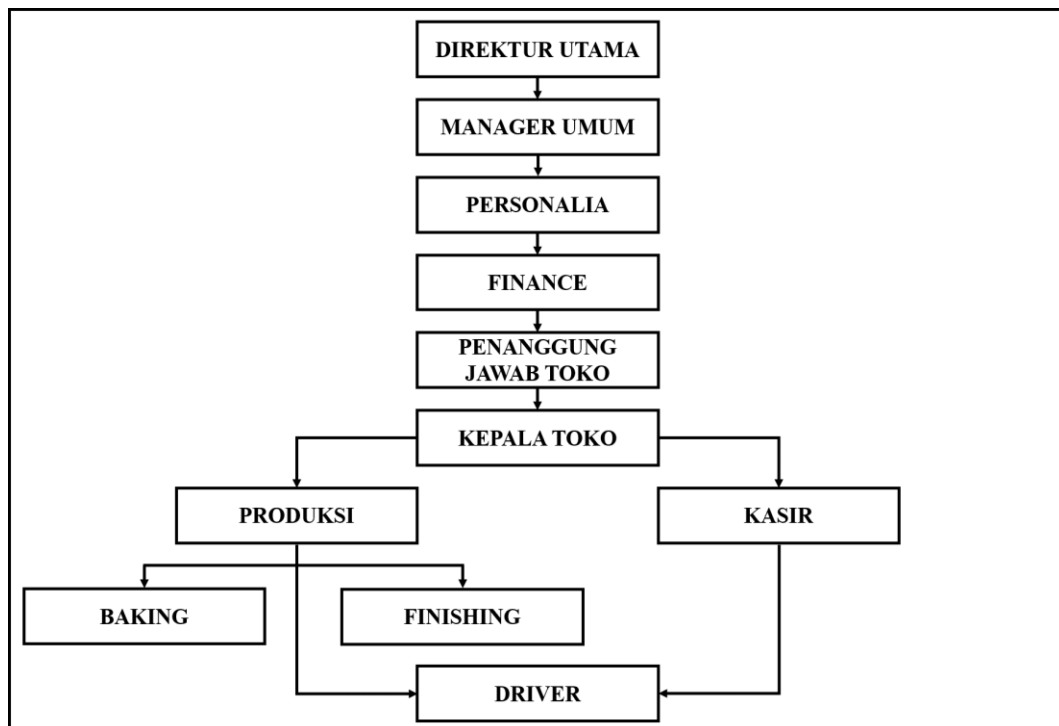 DIREKTUR UTAMA
MANAGER UMUM
PERSONALIA
FINANCE
PENANGGUNG
JAWAB TOKO
KEPALA TOKO
PRODUKSI
KASIR
BAKING
FINISHING
DRIVER